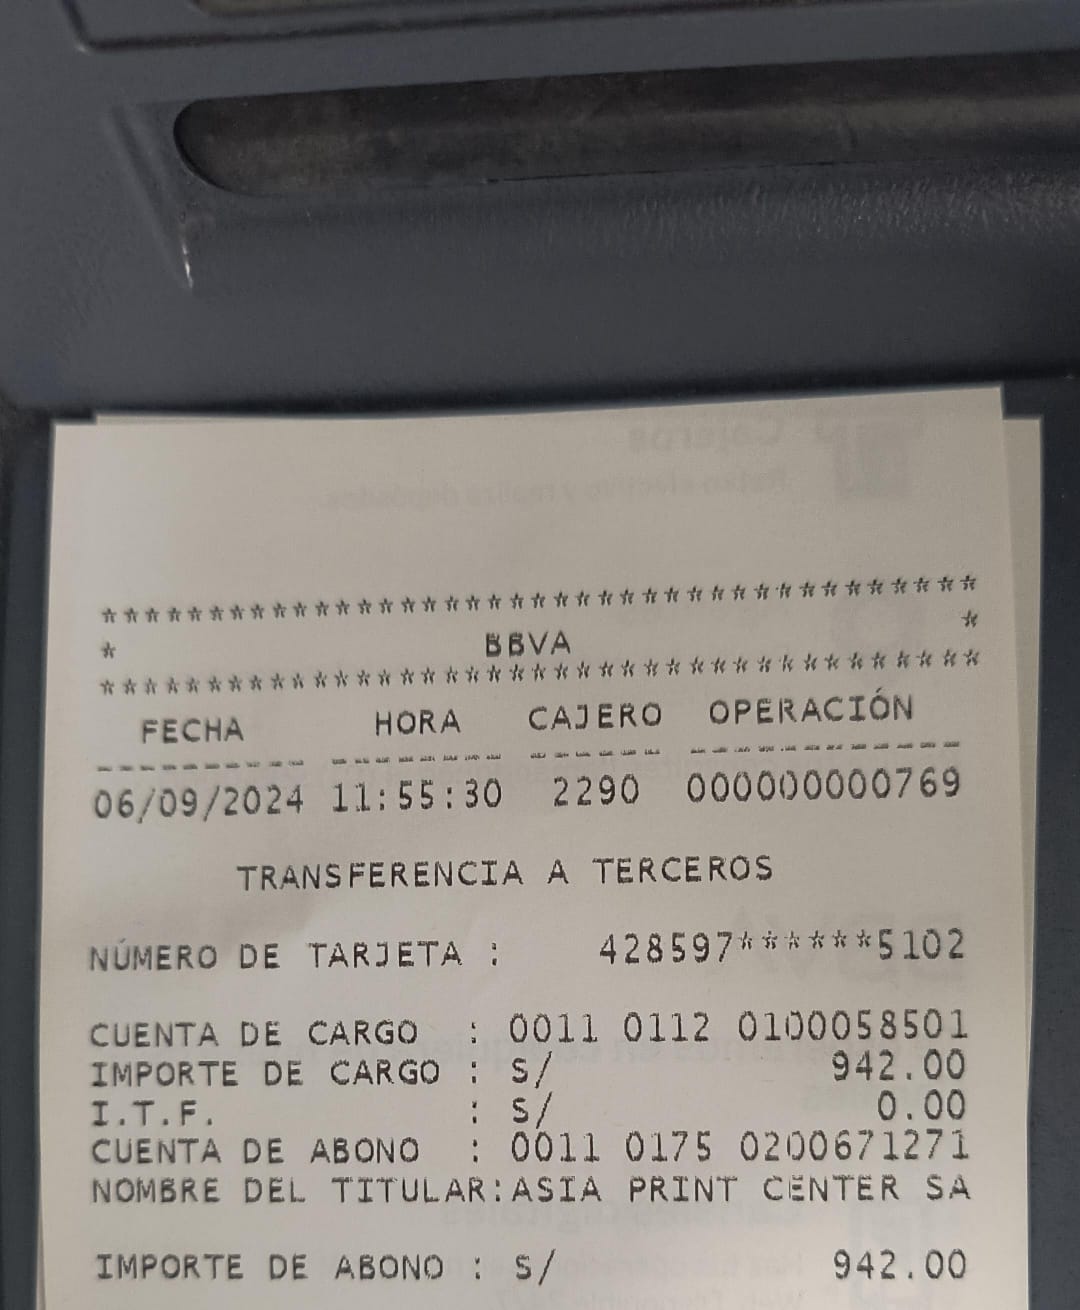 ****************************************
* BBVA *
****************************************
FECHA HORA CAJERO OPERACIÓN
06/09/2024 11:55:30 2290 000000000769
TRANSFERENCIA A TERCEROS
NÚMERO DE TARJETA : 428597******5102
CUENTA DE CARGO : 0011 0112 0100058501
IMPORTE DE CARGO : S/ 942.00
I.T.F. : S/ 0.00
CUENTA DE ABONO : 0011 0175 0200671271
NOMBRE DEL TITULAR:ASIA PRINT CENTER SA
IMPORTE DE ABONO : S/ 942.00